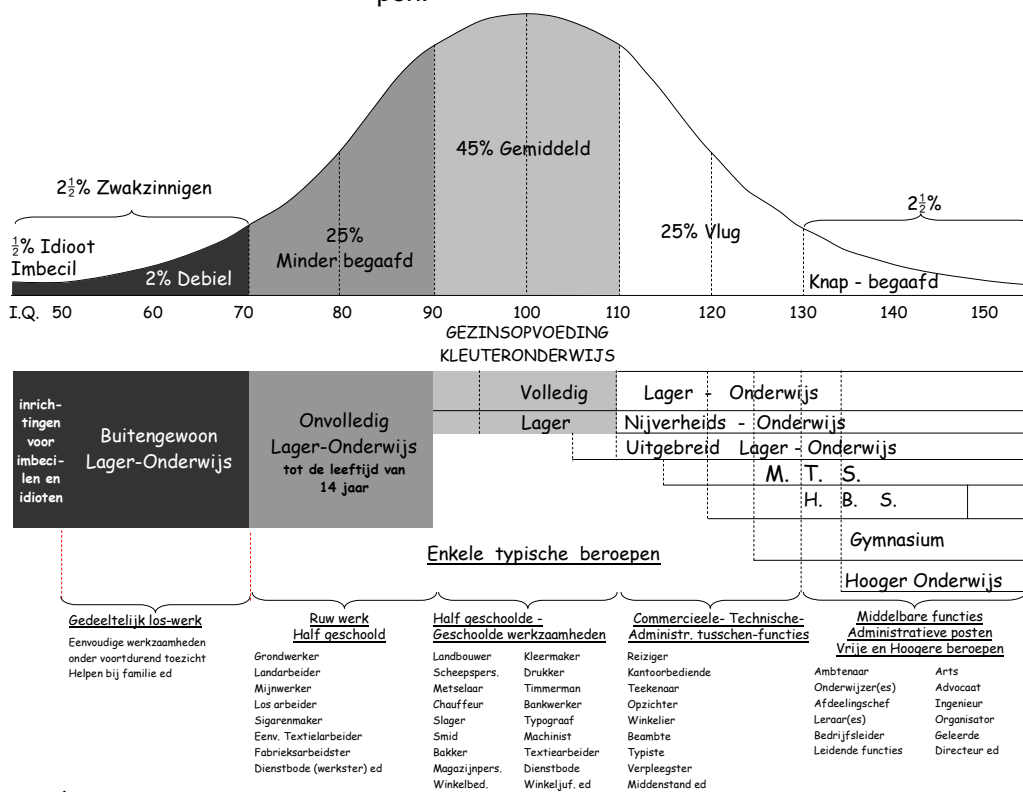 pen.
45% Gemiddeld
2½% Zwakzinnigen
2½%
½% Idioot
Imbecil
2% Debiel
25%
Minder begaafd
25% Vlug
Knap - begaafd
I.Q. 50 60 70 80 90 100 110 120 130 140 150
GEZINSOPVOEDING
KLEUTERONDERWIJS
inrich-
tingen
voor
imbeci-
len en
idioten
Buitengewoon
Lager-Onderwijs
Onvolledig
Lager-Onderwijs
tot de leeftijd van
14 jaar
Volledig Lager - Onderwijs
Lager Nijverheids - Onderwijs
Uitgebreid Lager - Onderwijs
M. T. S.
H. B. S.
Gymnasium
Hooger Onderwijs
Enkele typische beroepen
Gedeeltelijk los-werk
Eenvoudige werkzaamheden
onder voortdurend toezicht
Helpen bij familie ed
Ruw werk
Half geschoold
Grondwerker
Landarbeider
Mijnwerker
Los arbeider
Sigarenmaker
Eenv. Textielarbeider
Fabrieksarbeidster
Dienstbode (werkster) ed
Half geschoolde -
Geschoolde werkzaamheden
Landbouwer
Scheepspers.
Metselaar
Chauffeur
Slager
Smid
Bakker
Magazijnpers.
Winkelbed.
Kleermaker
Drukker
Timmerman
Bankwerker
Typograaf
Machinist
Textiearbeider
Dienstbode
Winkeljuf. ed
Commercieele- Technische-
Administr. tusschen-functies
Reiziger
Kantoorbediende
Teekenaar
Opzichter
Winkelier
Beambte
Typiste
Verpleegster
Middenstand ed
Middelbare functies
Administratieve posten
Vrije en Hoogere beroepen
Ambtenaar
Onderwijzer(es)
Afdeelingschef
Leraar(es)
Bedrijfsleider
Leidende functies
Arts
Advocaat
Ingenieur
Organisator
Geleerde
Directeur ed